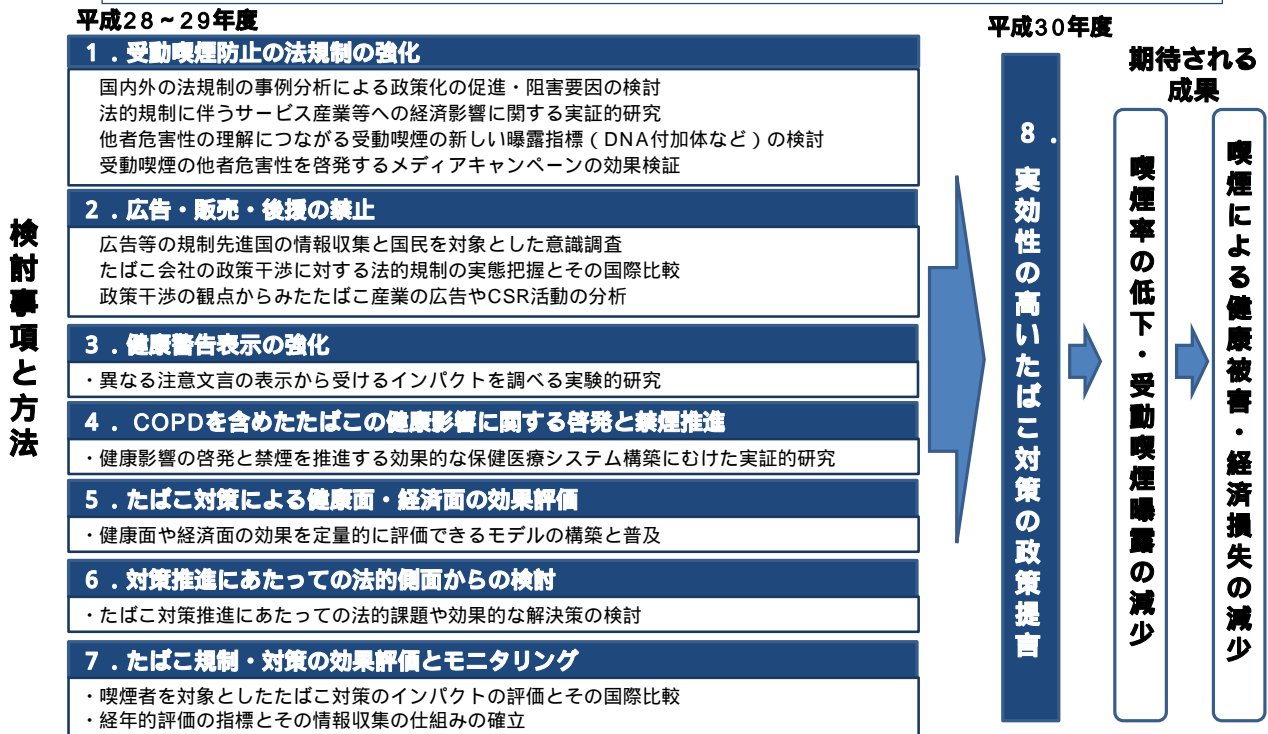 平成28~29年度
検討事項と方法
1.受動喫煙防止の法規制の強化
国内外の法規制の事例分析による政策化の促進・阻害要因の検討
法的規制に伴うサービス産業等への経済影響に関する実証的研究
他者危害性の理解につながる受動喫煙の新しい曝露指標(DNA付加体など)の検討
受動喫煙の他者危害性を啓発するメディアキャンペーンの効果検証
2.広告・販売・後援の禁止
広告等の規制先進国の情報収集と国民を対象とした意識調査
たばこ会社の政策干渉に対する法的規制の実態把握とその国際比較
政策干渉の観点からみたたばこ産業の広告やCSR活動の分析
3.健康警告表示の強化
・異なる注意文言の表示から受けるインパクトを調べる実験的研究
4.COPDを含めたたばこの健康影響に関する啓発と禁煙推進
・健康影響の啓発と禁煙を推進する効果的な保健医療システム構築にむけた実証的研究
5.たばこ対策による健康面・経済面の効果評価
・健康面や経済面の効果を定量的に評価できるモデルの構築と普及
6.対策推進にあたっての法的側面からの検討
・たばこ対策推進にあたっての法的課題や効果的な解決策の検討
7.たばこ規制・対策の効果評価とモニタリング
・喫煙者を対象としたたばこ対策のインパクトの評価とその国際比較
・経年的評価の指標とその情報収集の仕組みの確立
平成30年度
8.実効性の高いたばこ対策の政策提言
期待される
成果
喫煙率の低下・受動喫煙曝露の減少
喫煙による健康被害・経済損失の減少